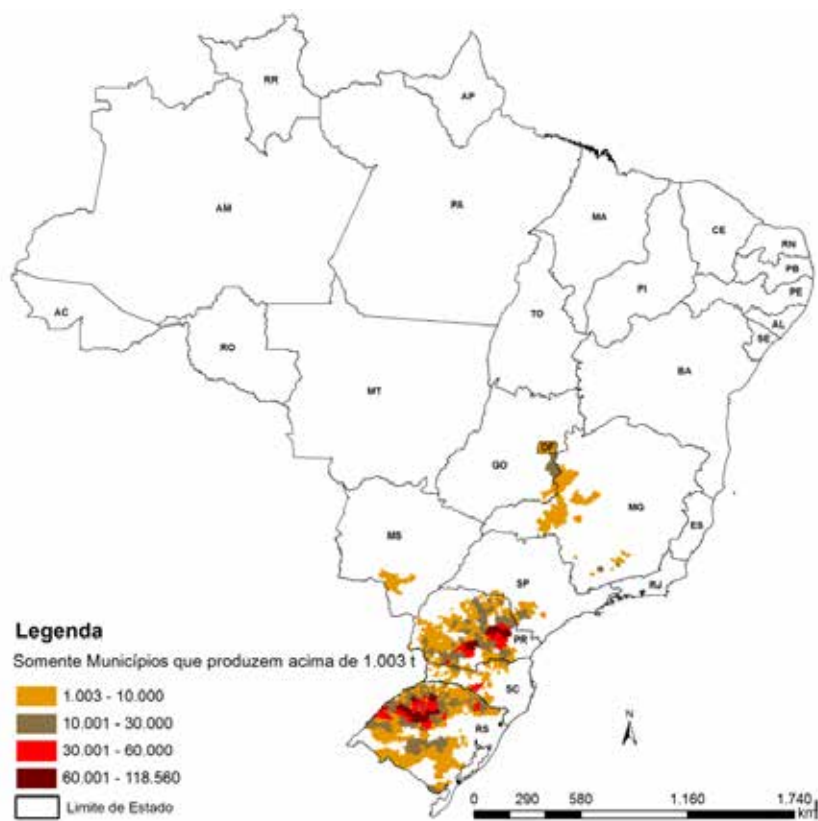 RR
AP
AM
PA
MA
CE
RN
PB
PE
PI
AL
SE
AC
TO
RO
BA
MT
DF
GO
MG
ES
MS
SP
RJ
PR
SC
RS
Legenda
Somente Municípios que produzem acima de 1.003 t
1.003 - 10.000
10.001 - 30.000
30.001 - 60.000
60.001 - 118.560
Limite de Estado
N
0 290 580 1.160 1.740
km